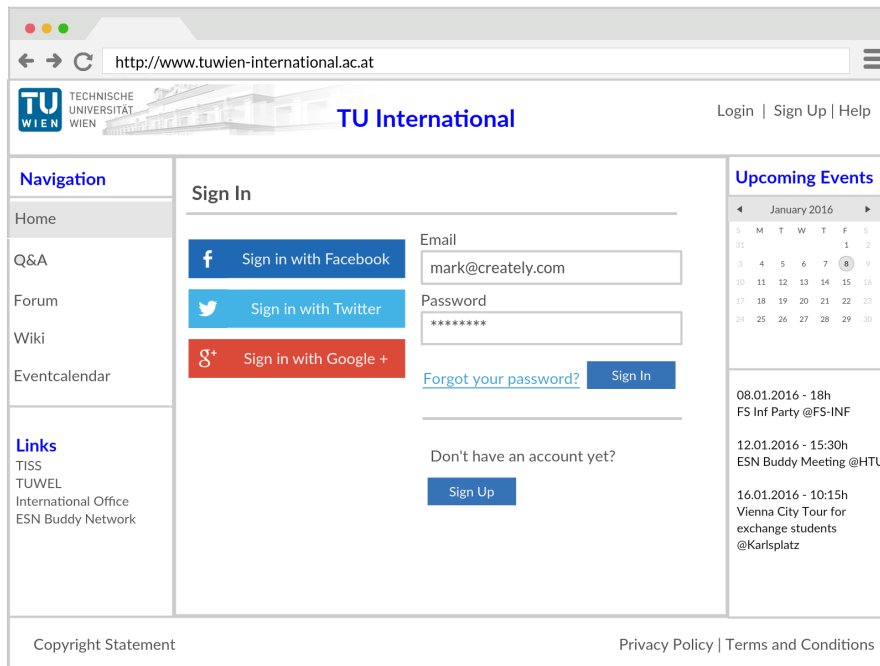 http://www.tuwien-international.ac.at
TU
WIEN
TECHNISCHE
UNIVERSITÄT
WIEN
TU International
Login | Sign Up | Help
Navigation
Home
Q&A
Forum
Wiki
Eventcalendar
Links
TISS
TUWEL
International Office
ESN Buddy Network
Sign In
f Sign in with Facebook
Sign in with Twitter
g+ Sign in with Google +
Email
mark@creately.com
Password
********
Forgot your password?
Sign In
Don't have an account yet?
Sign Up
Upcoming Events
January 2016
S M T W T F S
31 1 2
3 4 5 6 7 8 9
10 11 12 13 14 15 16
17 18 19 20 21 22 23
24 25 26 27 28 29 30
08.01.2016 - 18h
FS Inf Party @FS-INF
12.01.2016 - 15:30h
ESN Buddy Meeting @HTU
16.01.2016 - 10:15h
Vienna City Tour for
exchange students
@Karlsplatz
Copyright Statement
Privacy Policy | Terms and Conditions